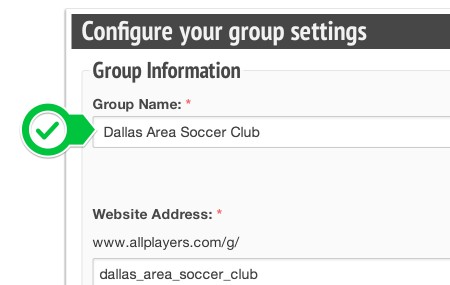 Configure your group settings
Group Information
Group Name: *
Dallas Area Soccer Club
Website Address: *
www.allplayers.com/g/
dallas_area_soccer_club